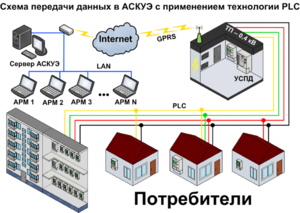 Схема передачи данных в АСКУЭ с применением технологии PLC
Internet
GPRS
ТП – 0,4 кВ
Сервер АСКУЭ
LAN
УСПД
АРМ 1
АРМ 2
АРМ 3
АРМ N
PLC
Потребители